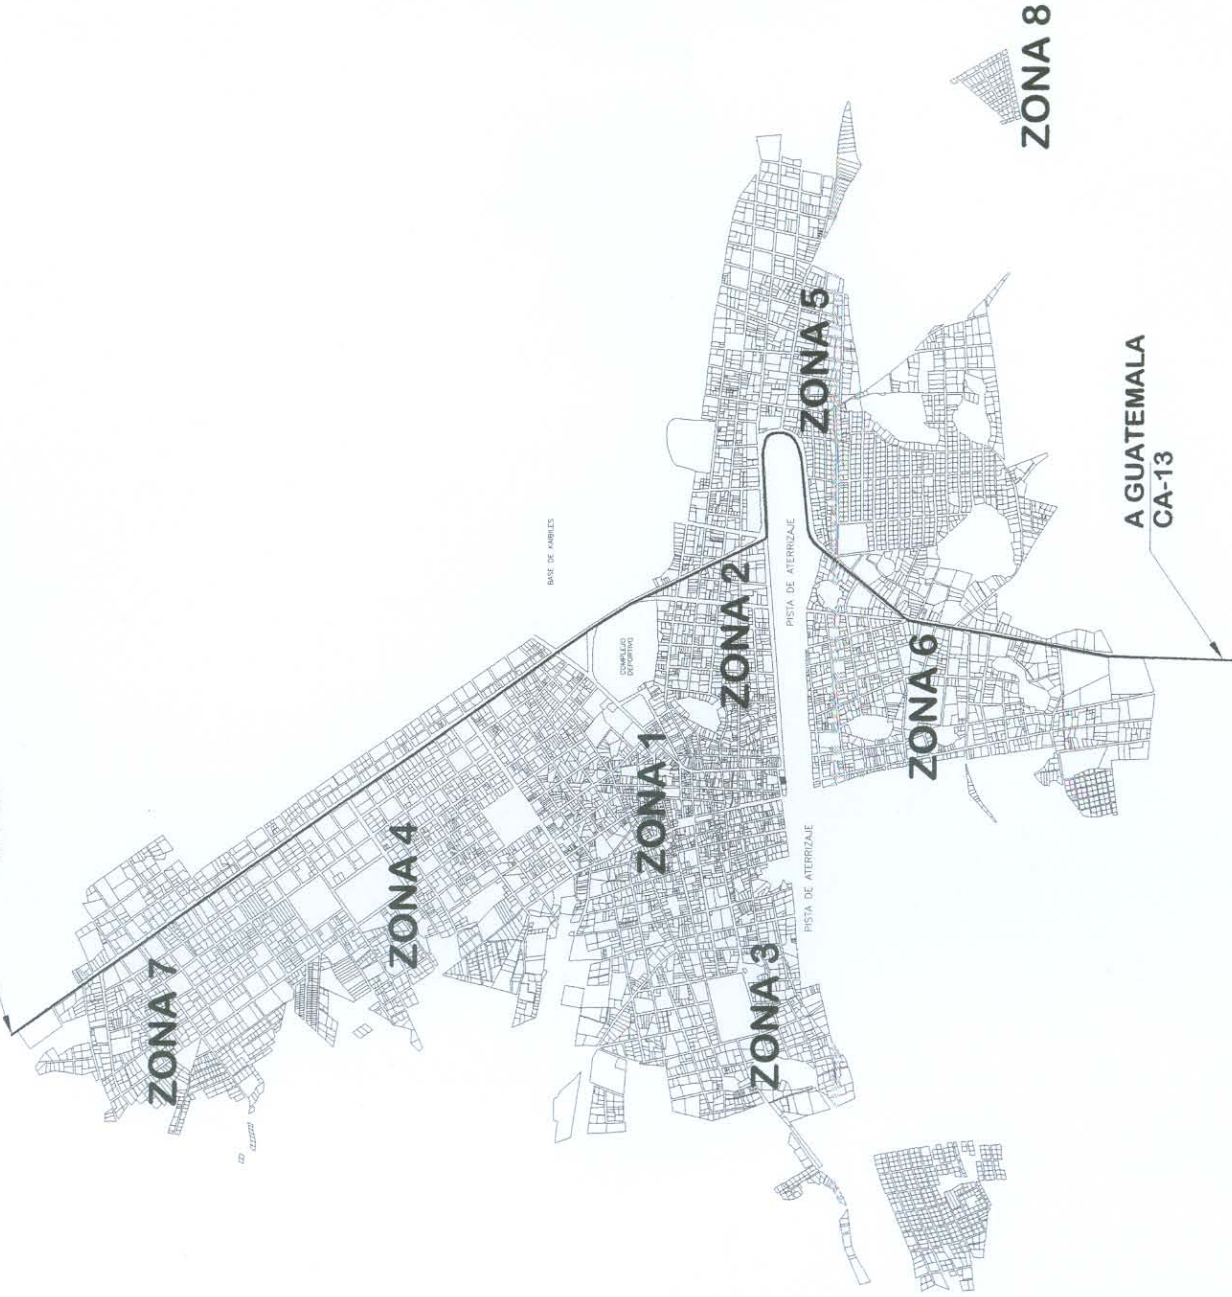 ZONA 8
ZONA 5
A GUATEMALA
CA-13
BASE DE KAIBILES
PISTA DE ATERRIZAJE
ZONA 2
COMPLEJO
DEPORTIVO
ZONA 6
ZONA 1
ZONA 4
PISTA DE ATERRIZAJE
ZONA 7
ZONA 3